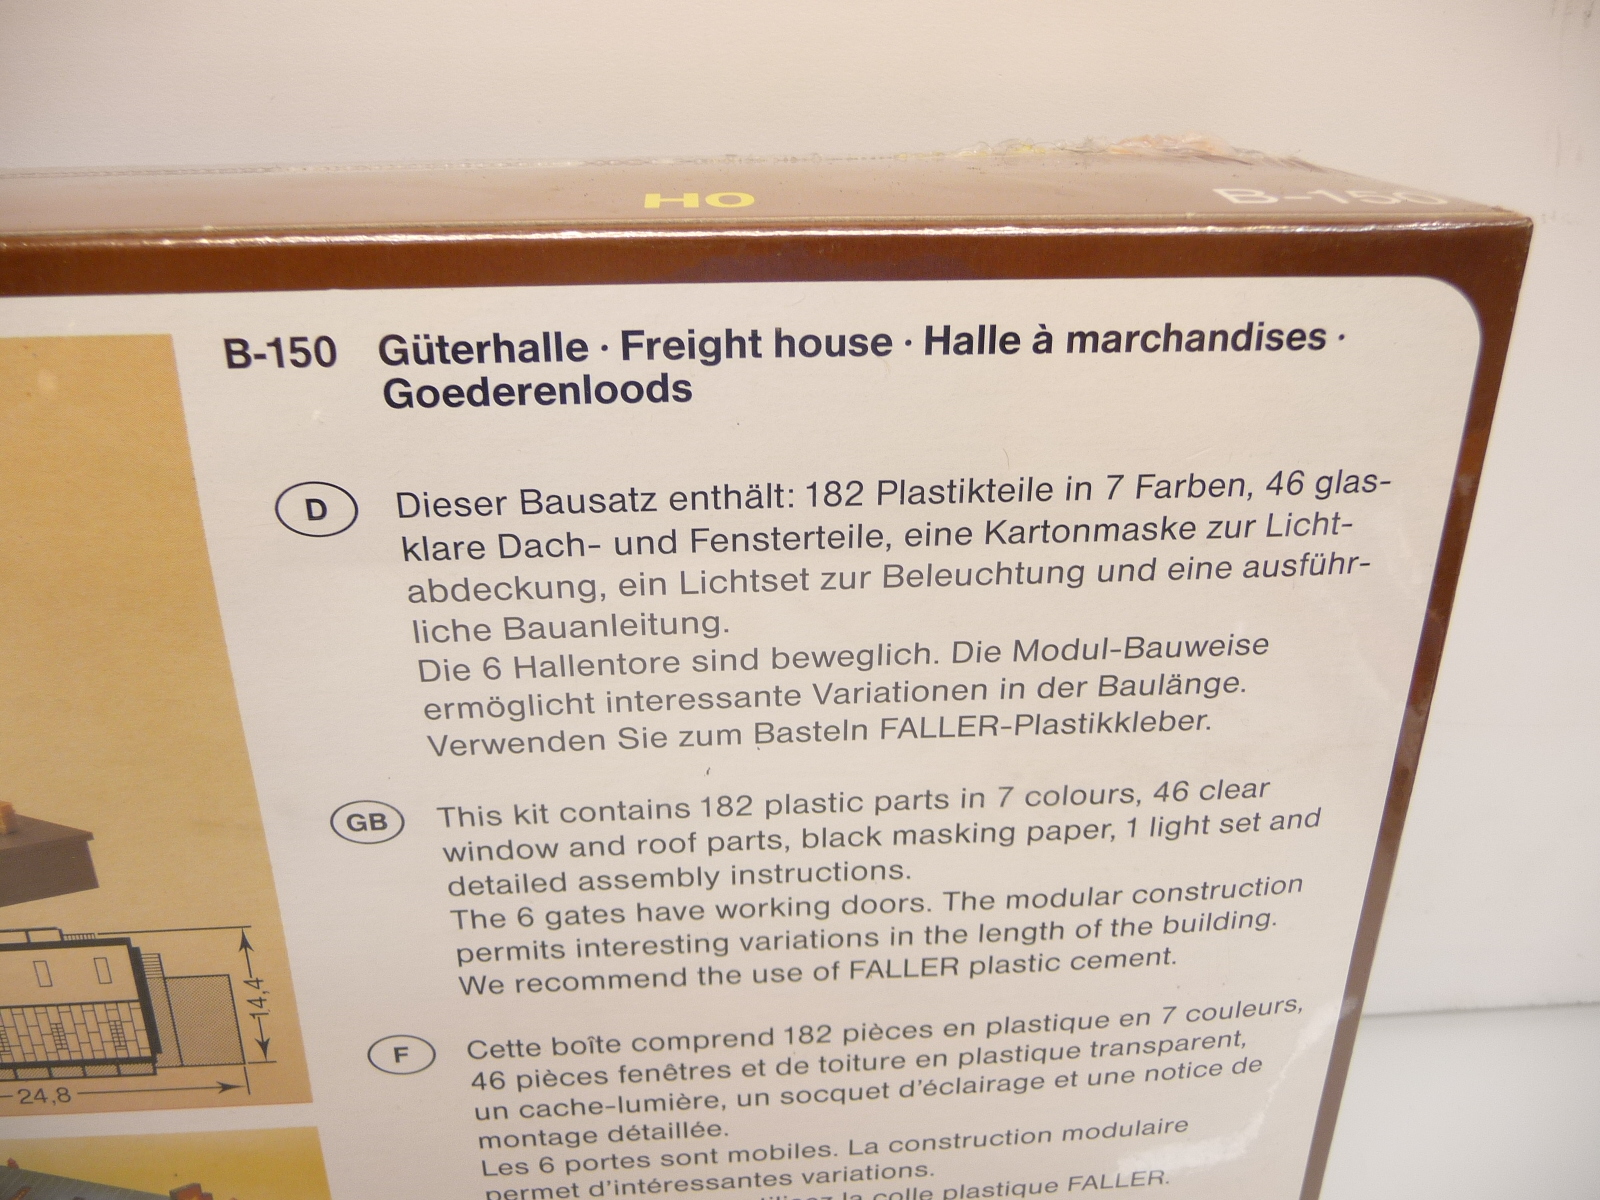 HO
B-150
B-150 Güterhalle · Freight house · Halle à marchandises ·
Goederenloods
D
Dieser Bausatz enthält: 182 Plastikteile in 7 Farben, 46 glas-
klare Dach- und Fensterteile, eine Kartonmaske zur Licht-
abdeckung, ein Lichtset zur Beleuchtung und eine ausführ-
liche Bauanleitung.
Die 6 Hallentore sind beweglich. Die Modul-Bauweise
ermöglicht interessante Variationen in der Baulänge.
Verwenden Sie zum Basteln FALLER-Plastikkleber.
GB
This kit contains 182 plastic parts in 7 colours, 46 clear
window and roof parts, black masking paper, 1 light set and
detailed assembly instructions.
The 6 gates have working doors. The modular construction
permits interesting variations in the length of the building.
We recommend the use of FALLER plastic cement.
F
Cette boîte comprend 182 pièces en plastique en 7 couleurs,
46 pièces fenêtres et de toiture en plastique transparent,
un cache-lumière, un socquet d'éclairage et une notice de
montage détaillée.
Les 6 portes sont mobiles. La construction modulaire
permet d'intéressantes variations.
la colle plastique FALLER.
14,4
24,8